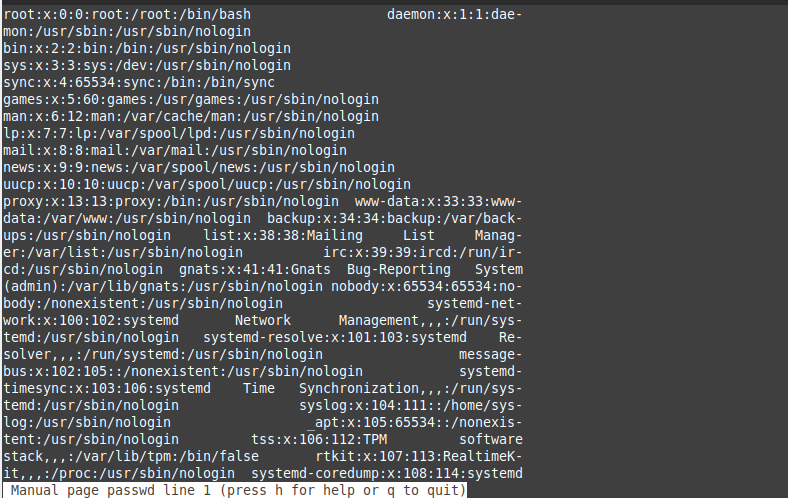 root:x:0:0:root:/root:/bin/bash daemon:x:1:1:dae-
mon:/usr/sbin:/usr/sbin/nologin
bin:x:2:2:bin:/bin:/usr/sbin/nologin
sys:x:3:3:sys:/dev:/usr/sbin/nologin
sync:x:4:65534:sync:/bin:/bin/sync
games:x:5:60:games:/usr/games:/usr/sbin/nologin
man:x:6:12:man:/var/cache/man:/usr/sbin/nologin
lp:x:7:7:lp:/var/spool/lpd:/usr/sbin/nologin
mail:x:8:8:mail:/var/mail:/usr/sbin/nologin
news:x:9:9:news:/var/spool/news:/usr/sbin/nologin
uucp:x:10:10:uucp:/var/spool/uucp:/usr/sbin/nologin
proxy:x:13:13:proxy:/bin:/usr/sbin/nologin www-data:x:33:33:www-
data:/var/www:/usr/sbin/nologin backup:x:34:34:backup:/var/back-
ups:/usr/sbin/nologin list:x:38:38:Mailing List Manag-
er:/var/list:/usr/sbin/nologin irc:x:39:39:ircd:/run/ir-
cd:/usr/sbin/nologin gnats:x:41:41:Gnats Bug-Reporting System
(admin):/var/lib/gnats:/usr/sbin/nologin nobody:x:65534:65534:no-
body:/nonexistent:/usr/sbin/nologin systemd-net-
work:x:100:102:systemd Network Management,,,:/run/sys-
temd:/usr/sbin/nologin systemd-resolve:x:101:103:systemd Re-
solver,,,:/run/systemd:/usr/sbin/nologin message-
bus:x:102:105::/nonexistent:/usr/sbin/nologin systemd-
timesync:x:103:106:systemd Time Synchronization,,,:/run/sys-
temd:/usr/sbin/nologin syslog:x:104:111::/home/sys-
log:/usr/sbin/nologin _apt:x:105:65534::/nonexis-
tent:/usr/sbin/nologin tss:x:106:112:TPM software
stack,,,:/var/lib/tpm:/bin/false rtkit:x:107:113:RealtimeK-
it,,,:/proc:/usr/sbin/nologin systemd-coredump:x:108:114:systemd
Manual page passwd line 1 (press h for help or q to quit)